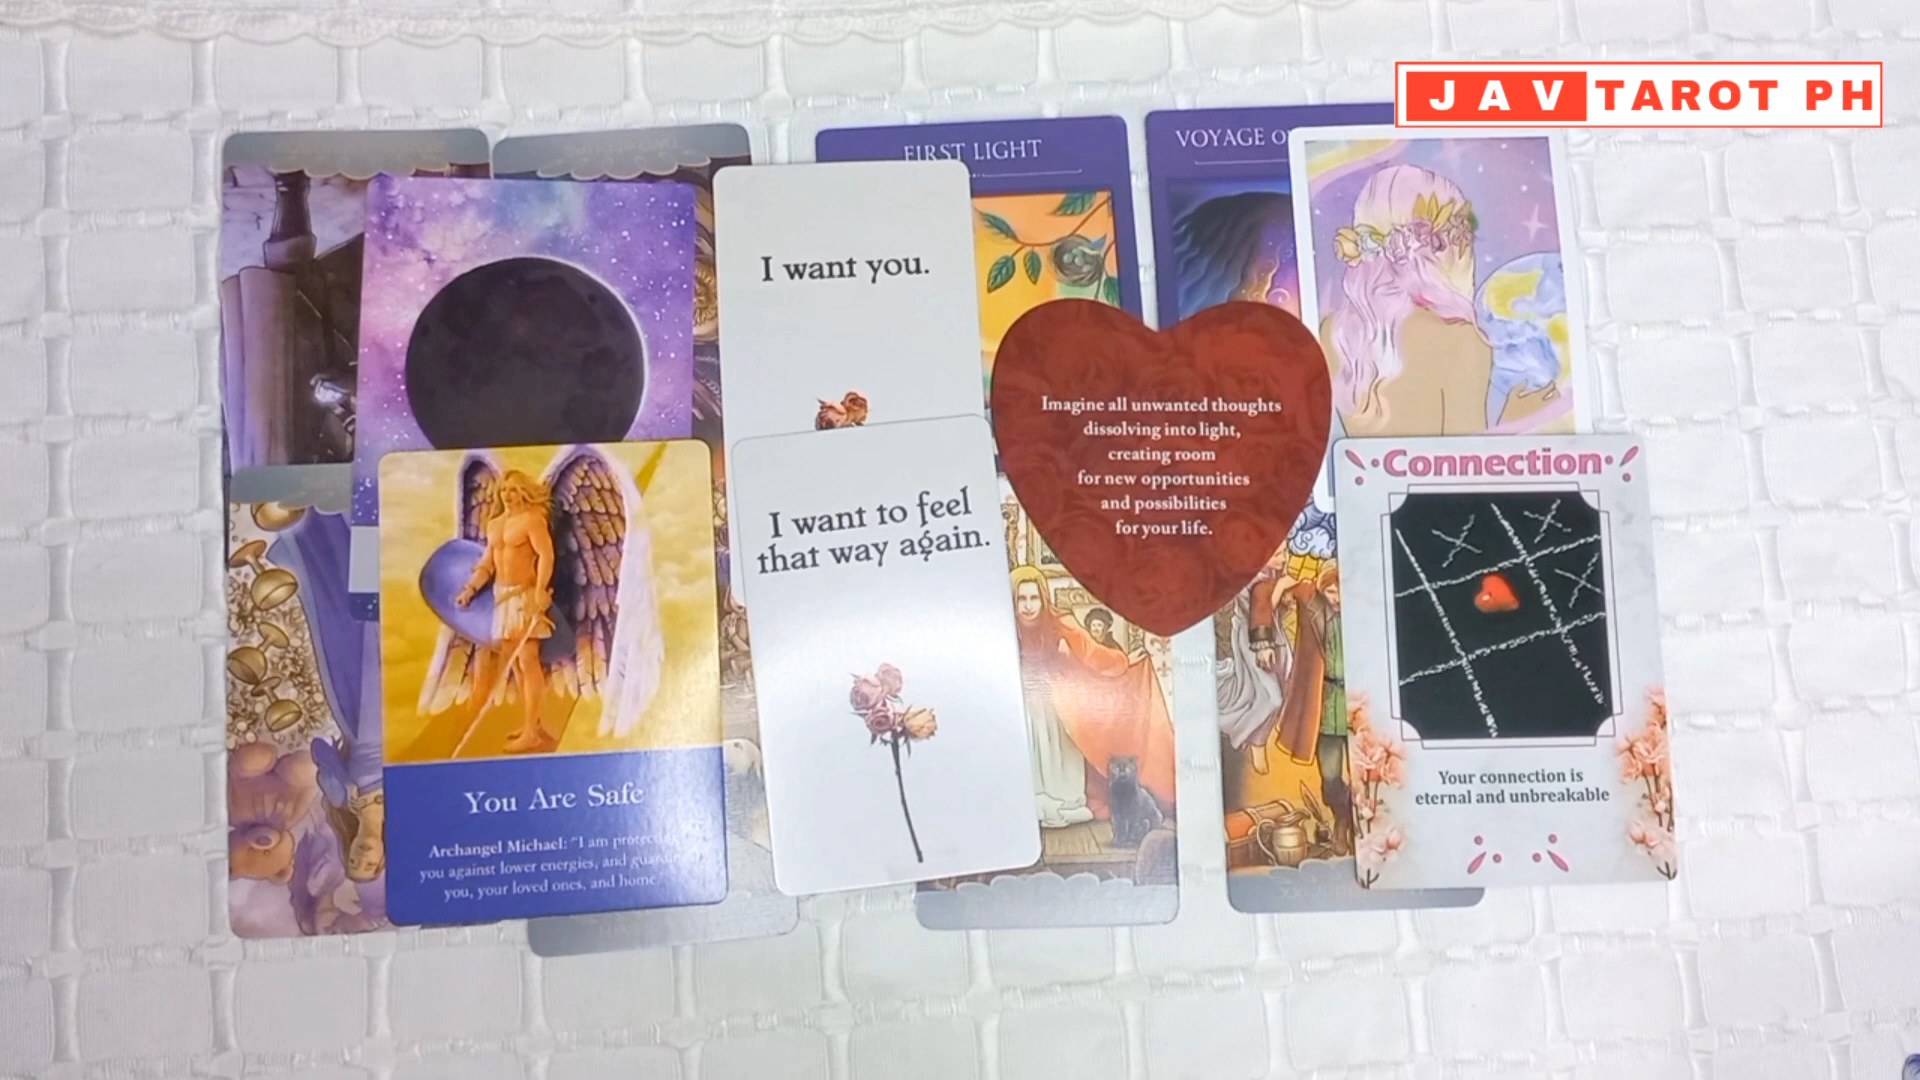 JAV TAROT PH
FIRST LIGHT
VOYAGE
I want you.
Imagine all unwanted thoughts
dissolving into light,
creating room
for new opportunities
and possibilities
for your life.
Connection
I want to feel
that way again.
Your connection is
eternal and unbreakable
You Are Safe
Archangel Michael: "I am
you against lower energies, and
you, your loved ones, and home.